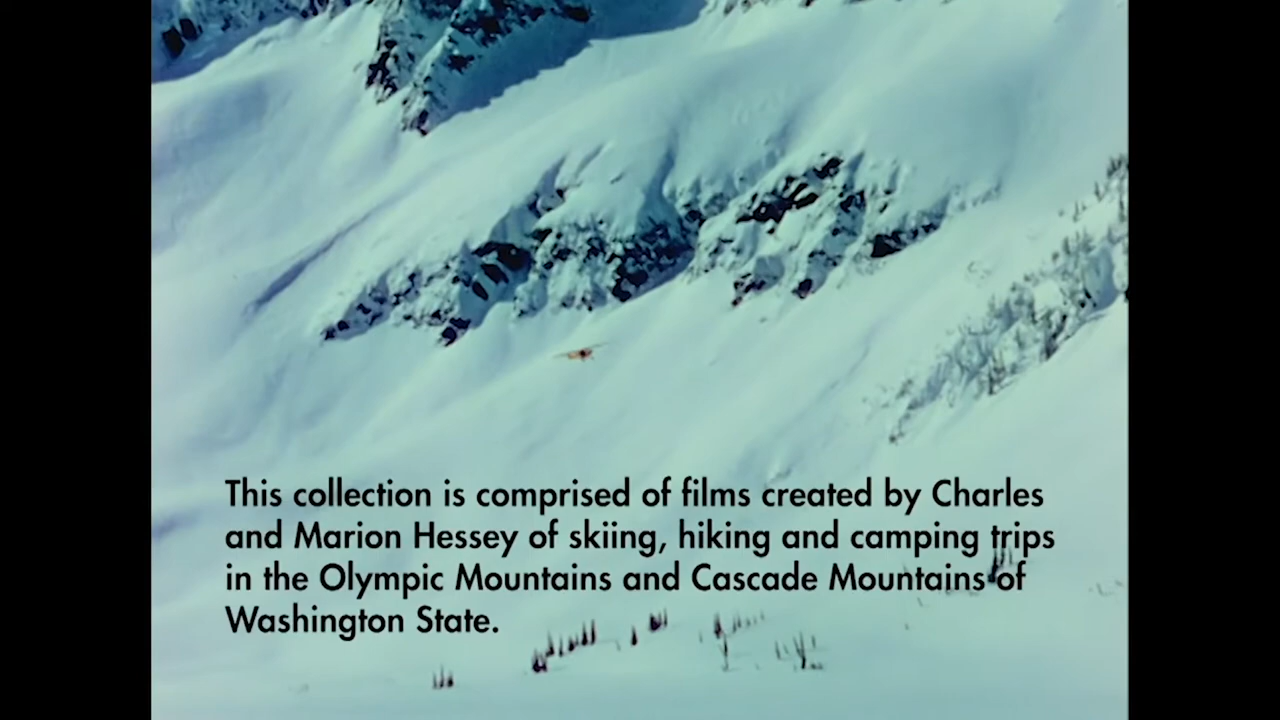 This collection is comprised of films created by Charles
and Marion Hessey of skiing, hiking and camping trips
in the Olympic Mountains and Cascade Mountains of
Washington State.